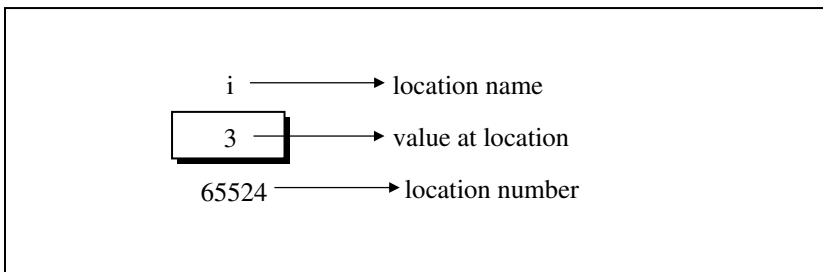 i location name
3 value at location
65524 location number